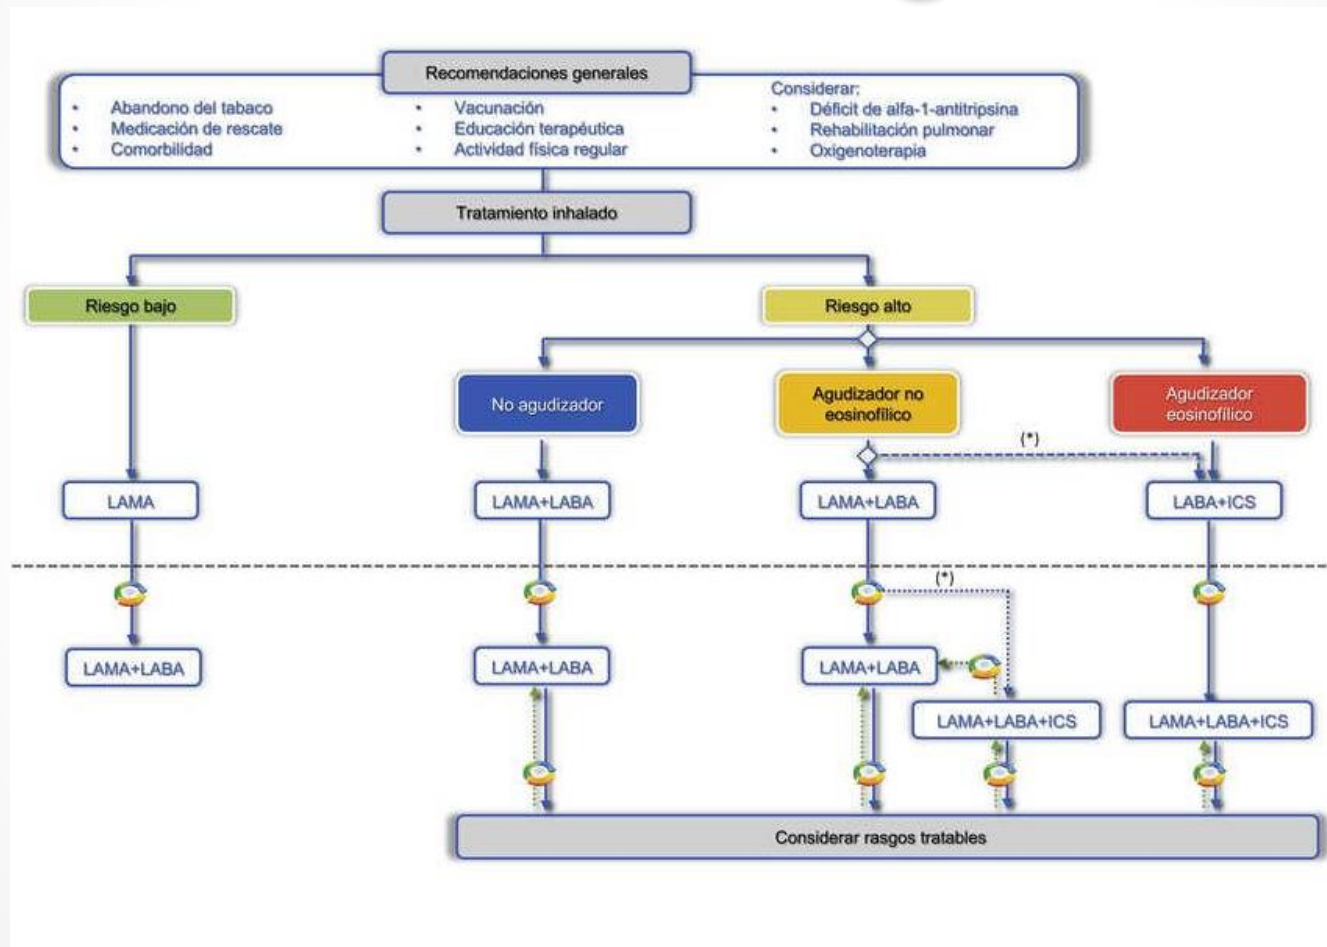 Recomendaciones generales
• Abandono del tabaco
• Medicación de rescate
• Comorbilidad
• Vacunación
• Educación terapéutica
• Actividad física regular
Considerar:
• Déficit de alfa-1-antitripsina
• Rehabilitación pulmonar
• Oxigenoterapia
Tratamiento inhalado
Riesgo bajo
Riesgo alto
No agudizador
Agudizador no
eosinofílico
Agudizador
eosinofílico
(*)
LAMA
LAMA+LABA
LAMA+LABA
LABA+ICS
(*)
LAMA+LABA
LAMA+LABA
LAMA+LABA
LAMA+LABA+ICS
LAMA+LABA+ICS
Considerar rasgos tratables